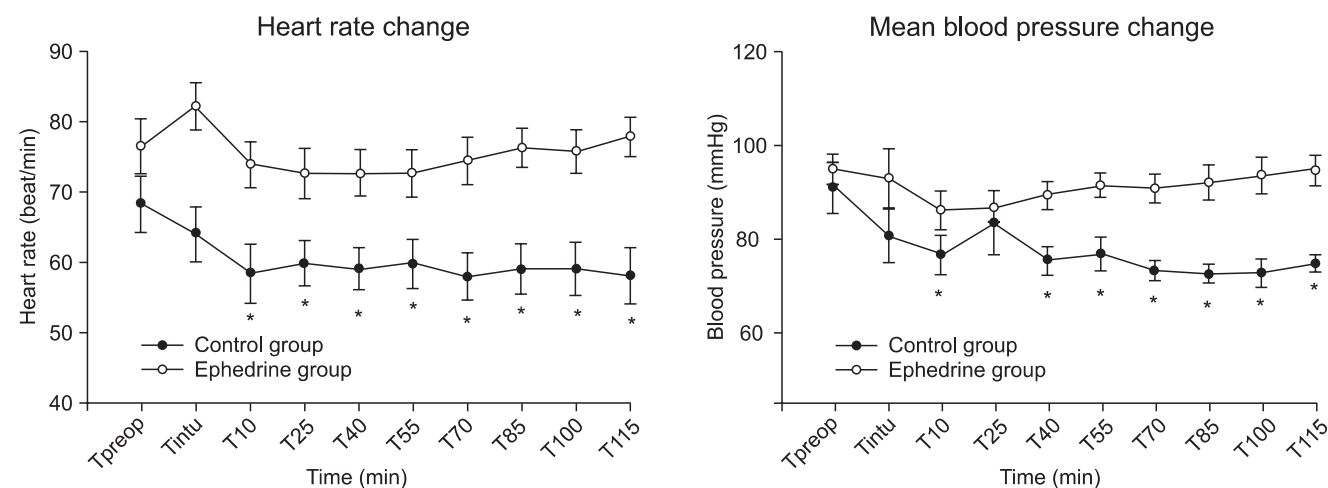 Heart rate change
90
80
70
60
50
40
Heart rate (beat/min)
* * * * * * * *
Control group
Ephedrine group
Tpreop Tintu T10 T25 T40 T55 T70 T85 T100 T115
Time (min)
Mean blood pressure change
120
100
80
60
Blood pressure (mmHg)
* * * * * * *
Control group
Ephedrine group
Tpreop Tintu T10 T25 T40 T55 T70 T85 T100 T115
Time (min)